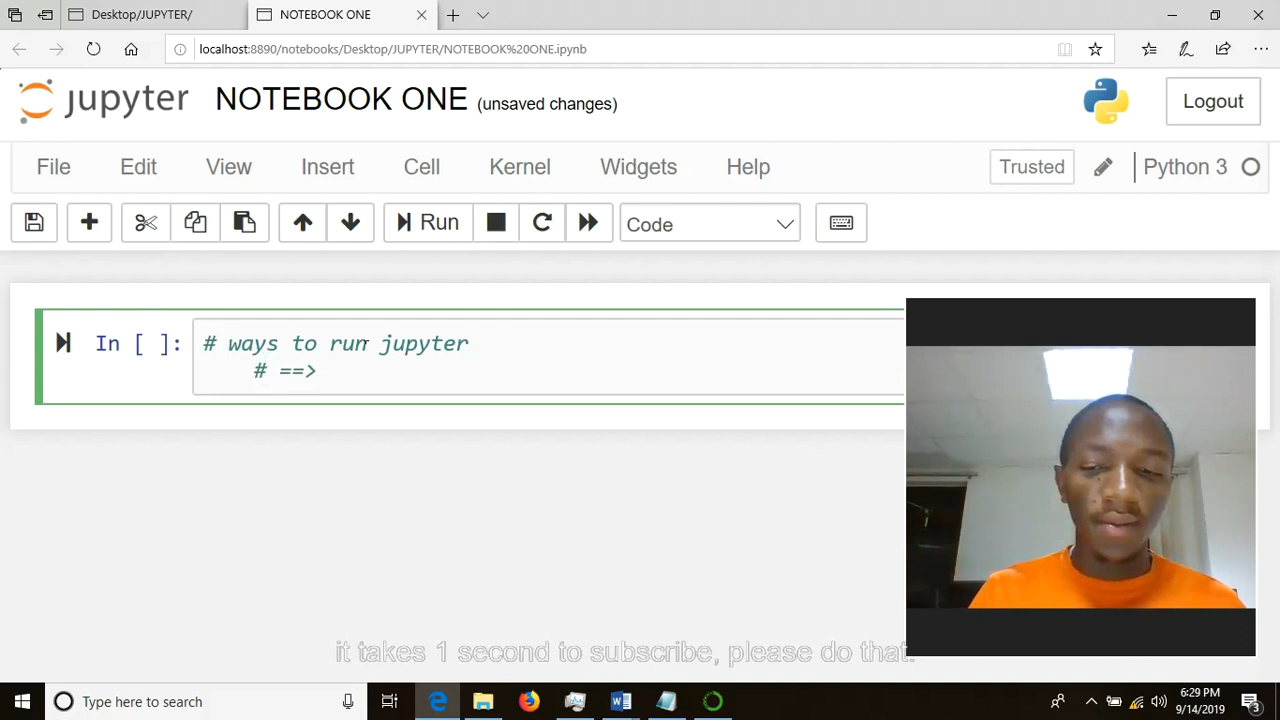 Desktop/JUPYTER/
NOTEBOOK ONE
localhost:8890/notebooks/Desktop/JUPYTER/NOTEBOOK%20ONE.ipynb
jupyter NOTEBOOK ONE (unsaved changes)
Logout
File Edit View Insert Cell Kernel Widgets Help
Trusted
Python 3
Run
Code
In [ ]: # ways to run jupyter
# ==>
it takes 1 second to subscribe, please do that.
Type here to search
6:29 PM
9/14/2019
3